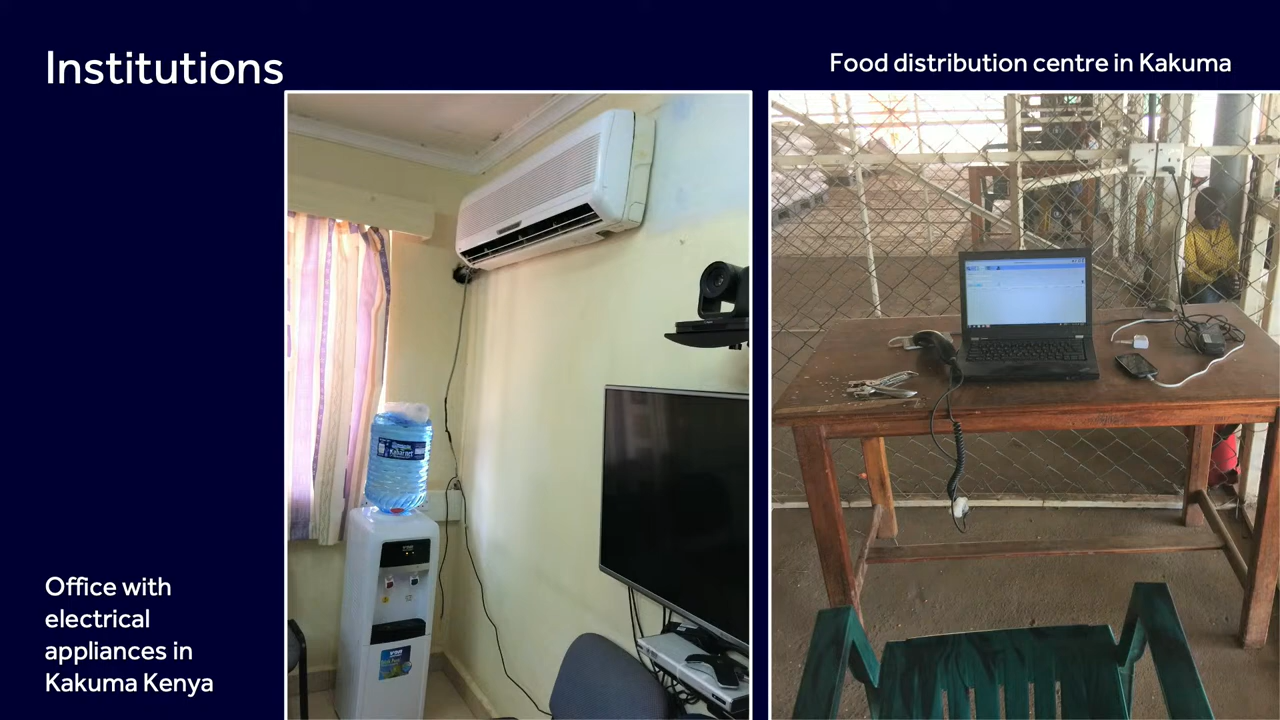 Institutions
Food distribution centre in Kakuma
Office with
electrical
appliances in
Kakuma Kenya